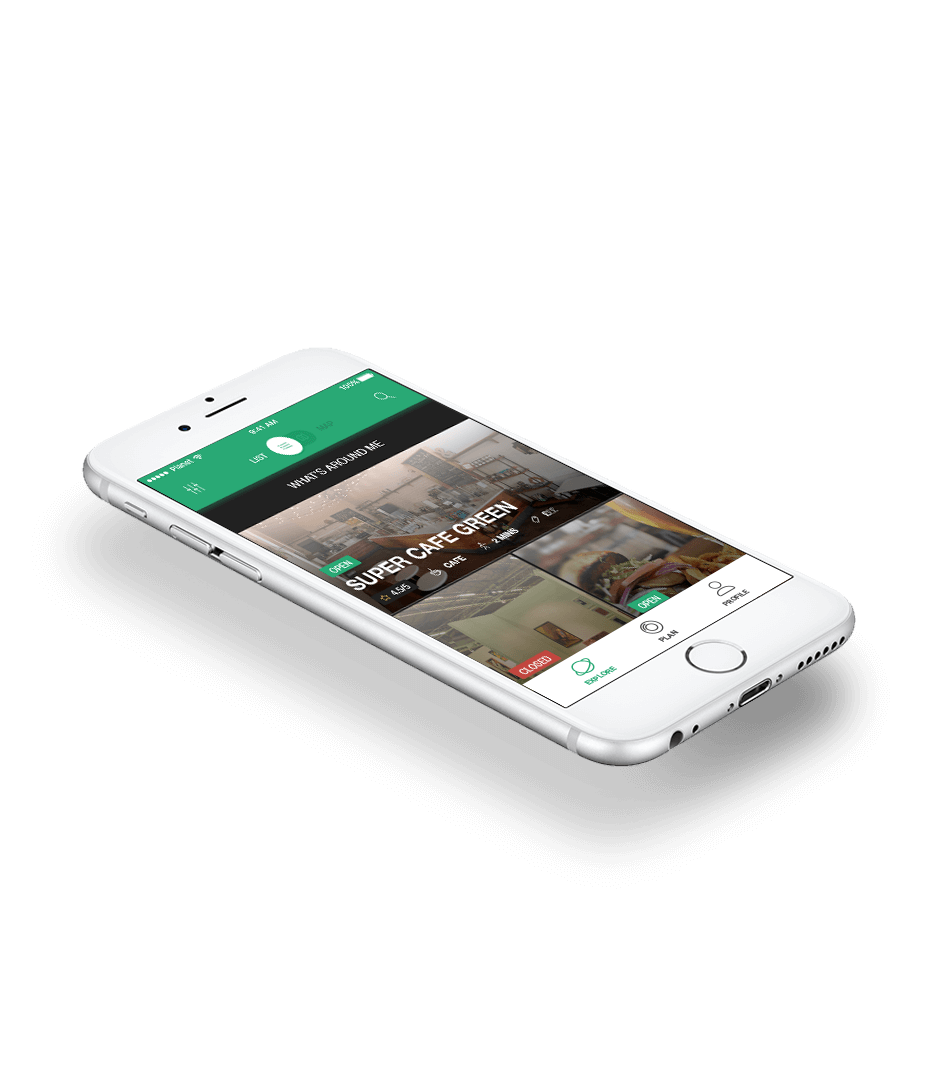 Planet
9:41 AM
100%
LIST
MAP
WHAT'S AROUND ME
OPEN
SUPER CAFE GREEN
4.5/5
CAFE
2 MINS
OPEN
CLOSED
EXPLORE
PLAN
PROFILE